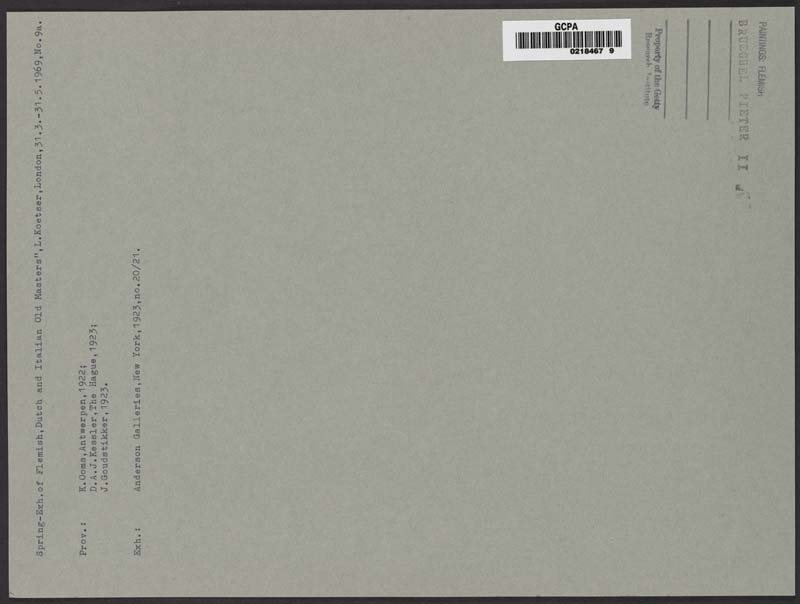 GCPA
0218467 9
PAINTINGS: FLEMISH
BRUEGHEL PIETER II
Property of the Getty
Research Institute
Spring-Exh.of Flemish,Dutch and Italian Old Masters",L.Koetser,London,31.3.-31.5.1969,No.9a.
Prov.: K.Ooms,Antwerpen,1922;
D.A.J.Kessler,The Hague,1923;
J.Goudstikker,1923.
Exh.: Anderson Galleries,New York,1923,no.20/21.